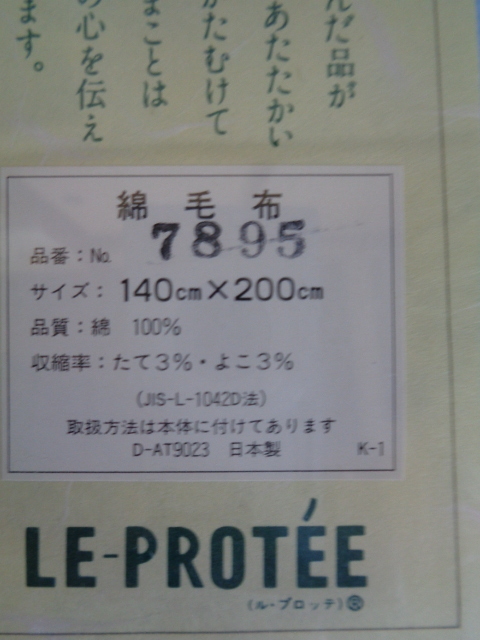 んだ品が
あたたかい
かたむけて
まことは
の心を伝え
ます。
綿毛布
品番：No. 7895
サイズ：140cm×200cm
品質：綿 100%
収縮率：たて3%・よこ3%
(JIS-L-1042D法)
取扱方法は本体に付けてあります
D-AT9023 日本製 K-1
LE-PROTÉE
(ル・プロッテ)®